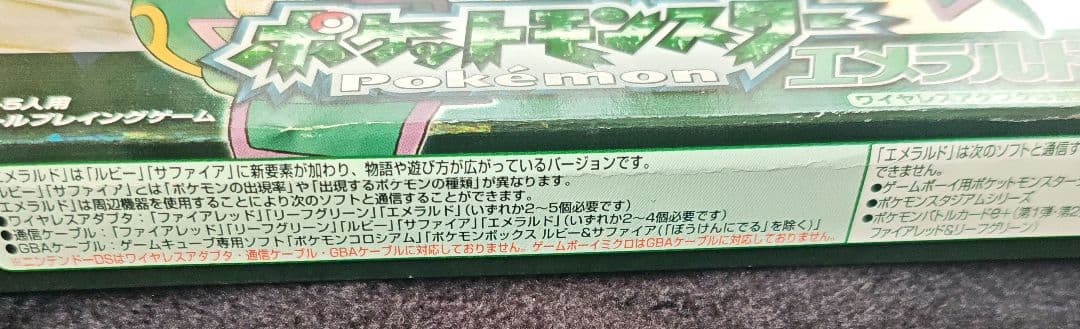 ポケットモンスター
Pokémon
エメラルド
5人用
ールプレイングゲーム
エメラルド」は「ルビー」「サファイア」に新要素が加わり、物語や遊び方が広がっているバージョンです。
ルビー」「サファイア」とは「ポケモンの出現率」や「出現するポケモンの種類」が異なります。
エメラルド」は周辺機器を使用することにより次のソフトと通信することができます。
●ワイヤレスアダプタ：「ファイアレッド」「リーフグリーン」「エメラルド」(いずれか2～5個必要です)
●通信ケーブル：「ファイアレッド」「リーフグリーン」「ルビー」「サファイア」「エメラルド」(いずれか2～4個必要です)
●GBAケーブル：ゲームキューブ専用ソフト「ポケモンコロシアム」「ポケモンボックス ルビー&サファイア(「ぼうけんにでる」を除く)」
※ニンテンドーDSはワイヤレスアダプタ・通信ケーブル・GBAケーブルに対応しておりません。ゲームボーイミクロはGBAケーブルに対応しておりません。
「エメラルド」は次のソフトと通信す
できません。
●ゲームボーイ用ポケットモンスター
●ポケモンスタジアムシリーズ
●ポケモンバトルカードe+(第1弾・第2
ファイアレッド&リーフグリーン)